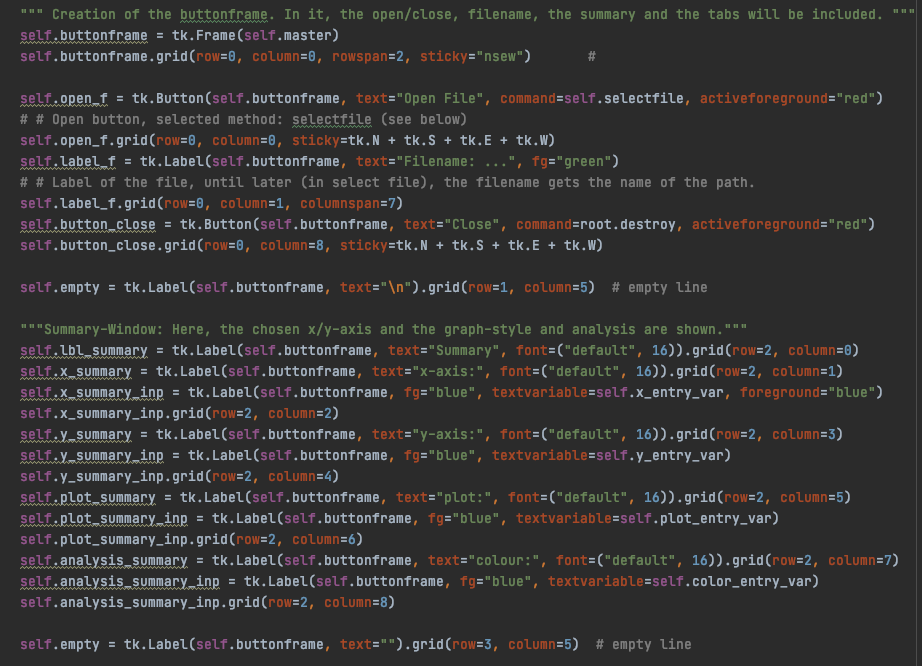 """ Creation of the buttonframe. In it, the open/close, filename, the summary and the tabs will be included. """
self.buttonframe = tk.Frame(self.master)
self.buttonframe.grid(row=0, column=0, rowspan=2, sticky="nsew")       #
self.open_f = tk.Button(self.buttonframe, text="Open File", command=self.selectfile, activeforeground="red")
# # Open button, selected method: selectfile (see below)
self.open_f.grid(row=0, column=0, sticky=tk.N + tk.S + tk.E + tk.W)
self.label_f = tk.Label(self.buttonframe, text="Filename: ...", fg="green")
# # Label of the file, until later (in select file), the filename gets the name of the path.
self.label_f.grid(row=0, column=1, columnspan=7)
self.button_close = tk.Button(self.buttonframe, text="Close", command=root.destroy, activeforeground="red")
self.button_close.grid(row=0, column=8, sticky=tk.N + tk.S + tk.E + tk.W)
self.empty = tk.Label(self.buttonframe, text="\n").grid(row=1, column=5)  # empty line
"""Summary-Window: Here, the chosen x/y-axis and the graph-style and analysis are shown."""
self.lbl_summary = tk.Label(self.buttonframe, text="Summary", font=("default", 16)).grid(row=2, column=0)
self.x_summary = tk.Label(self.buttonframe, text="x-axis:", font=("default", 16)).grid(row=2, column=1)
self.x_summary_inp = tk.Label(self.buttonframe, fg="blue", textvariable=self.x_entry_var, foreground="blue")
self.x_summary_inp.grid(row=2, column=2)
self.y_summary = tk.Label(self.buttonframe, text="y-axis:", font=("default", 16)).grid(row=2, column=3)
self.y_summary_inp = tk.Label(self.buttonframe, fg="blue", textvariable=self.y_entry_var)
self.y_summary_inp.grid(row=2, column=4)
self.plot_summary = tk.Label(self.buttonframe, text="plot:", font=("default", 16)).grid(row=2, column=5)
self.plot_summary_inp = tk.Label(self.buttonframe, fg="blue", textvariable=self.plot_entry_var)
self.plot_summary_inp.grid(row=2, column=6)
self.analysis_summary = tk.Label(self.buttonframe, text="colour:", font=("default", 16)).grid(row=2, column=7)
self.analysis_summary_inp = tk.Label(self.buttonframe, fg="blue", textvariable=self.color_entry_var)
self.analysis_summary_inp.grid(row=2, column=8)
self.empty = tk.Label(self.buttonframe, text="").grid(row=3, column=5)  # empty line